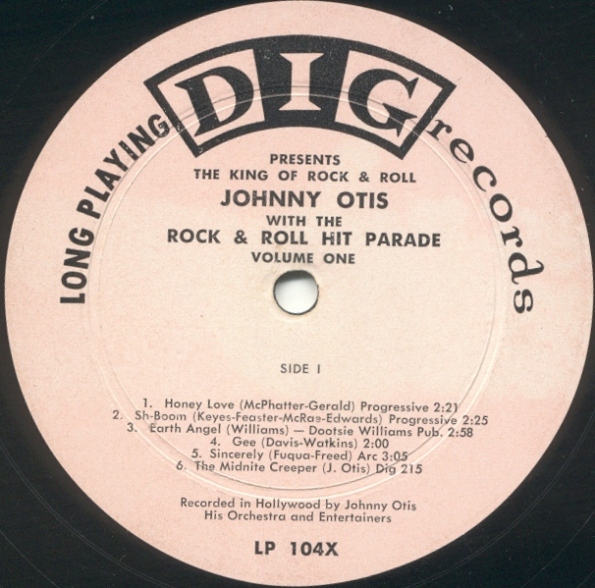 LONG PLAYING
DIG
records
PRESENTS
THE KING OF ROCK & ROLL
JOHNNY OTIS
WITH THE
ROCK & ROLL HIT PARADE
VOLUME ONE
SIDE I
1. Honey Love (McPhatter-Gerald) Progressive 2:21
2. Sh-Boom (Keyes-Feaster-McRae-Edwards) Progressive 2:25
3. Earth Angel (Williams) — Dootsie Williams Pub. 2:58
4. Gee (Davis-Watkins) 2:00
5. Sincerely (Fuqua-Freed) Arc 3:05
6. The Midnite Creeper (J. Otis) Dig 215
Recorded in Hollywood by Johnny Otis
His Orchestra and Entertainers
LP 104X